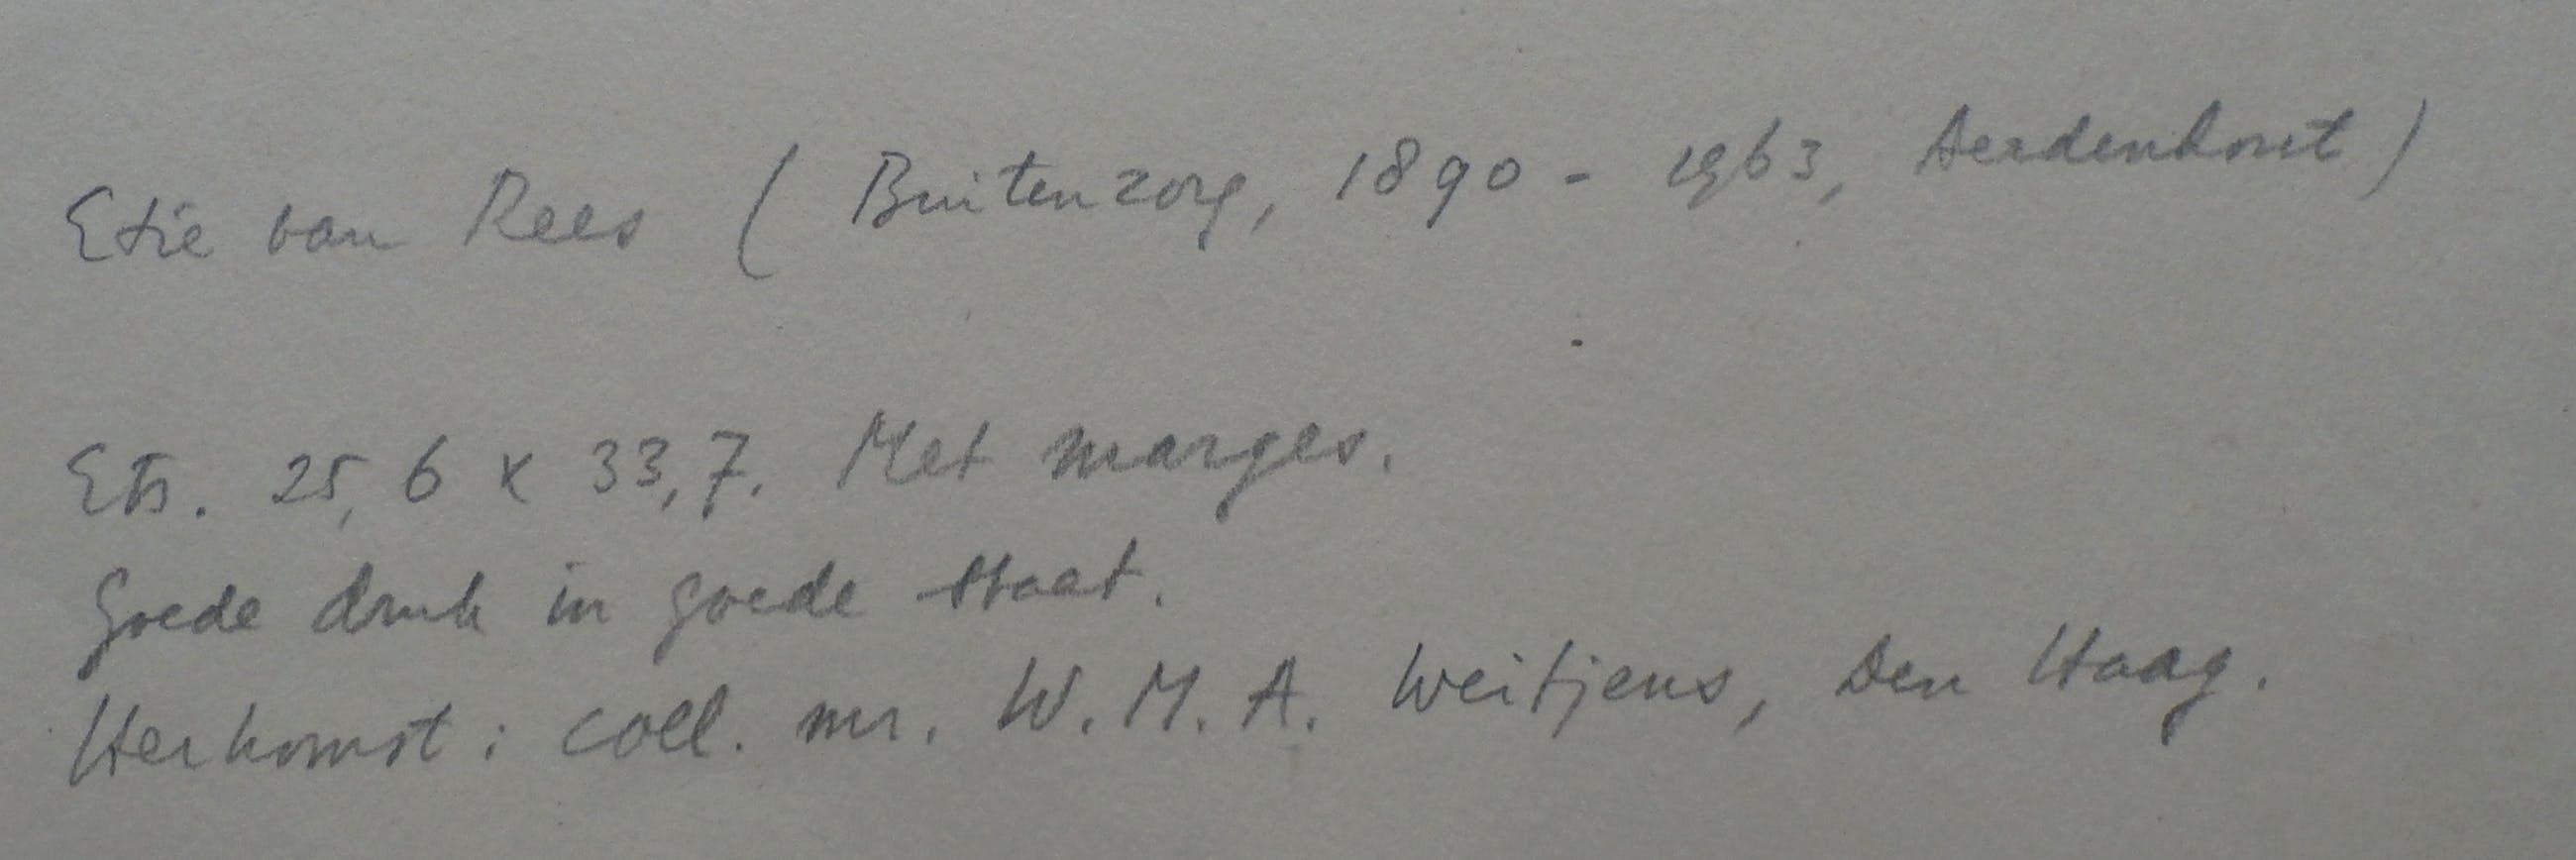 Etie van Rees ( Buitenzorg, 1890 - 1963, Aerdenhout )
Ets. 25,6 x 33,7. Met marges.
Goede druk in goede staat.
Herkomst: coll. mr. W. M. A. Weitjens, Den Haag.